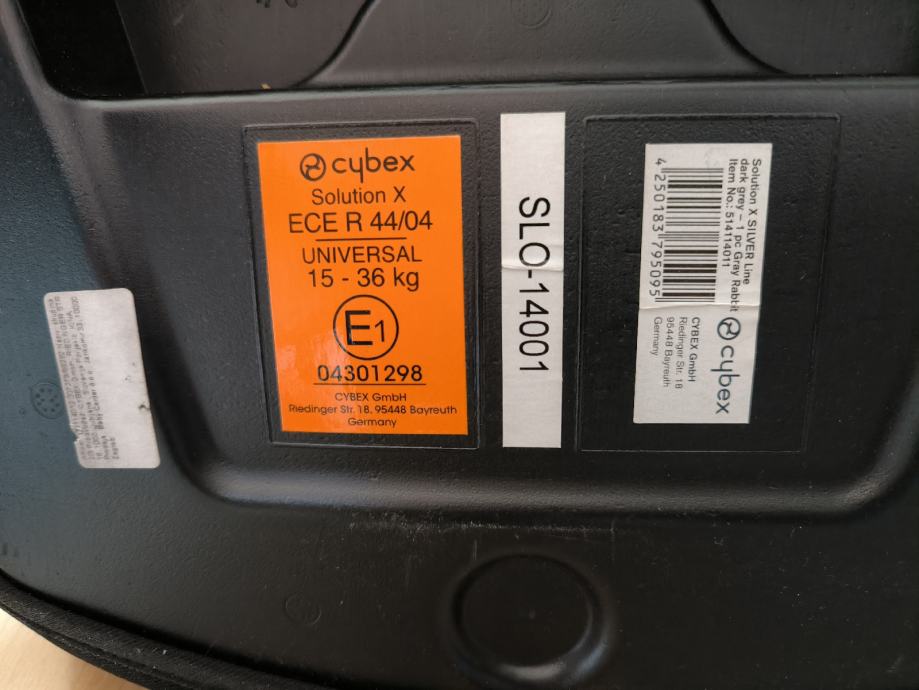 cybex
Solution X
ECE R 44/04
UNIVERSAL
15 - 36 kg
E1
04301298
CYBEX GmbH
Riedinger Str. 18, 95448 Bayreuth
Germany
SLO-14001
Solution X SILVER Line
dark grey – 1 pc Gray Rabbit
Item No.: 514114011
4 250183 795095
cybex
CYBEX GmbH
Riedinger Str. 18
95448 Bayreuth
Germany
Zagreb